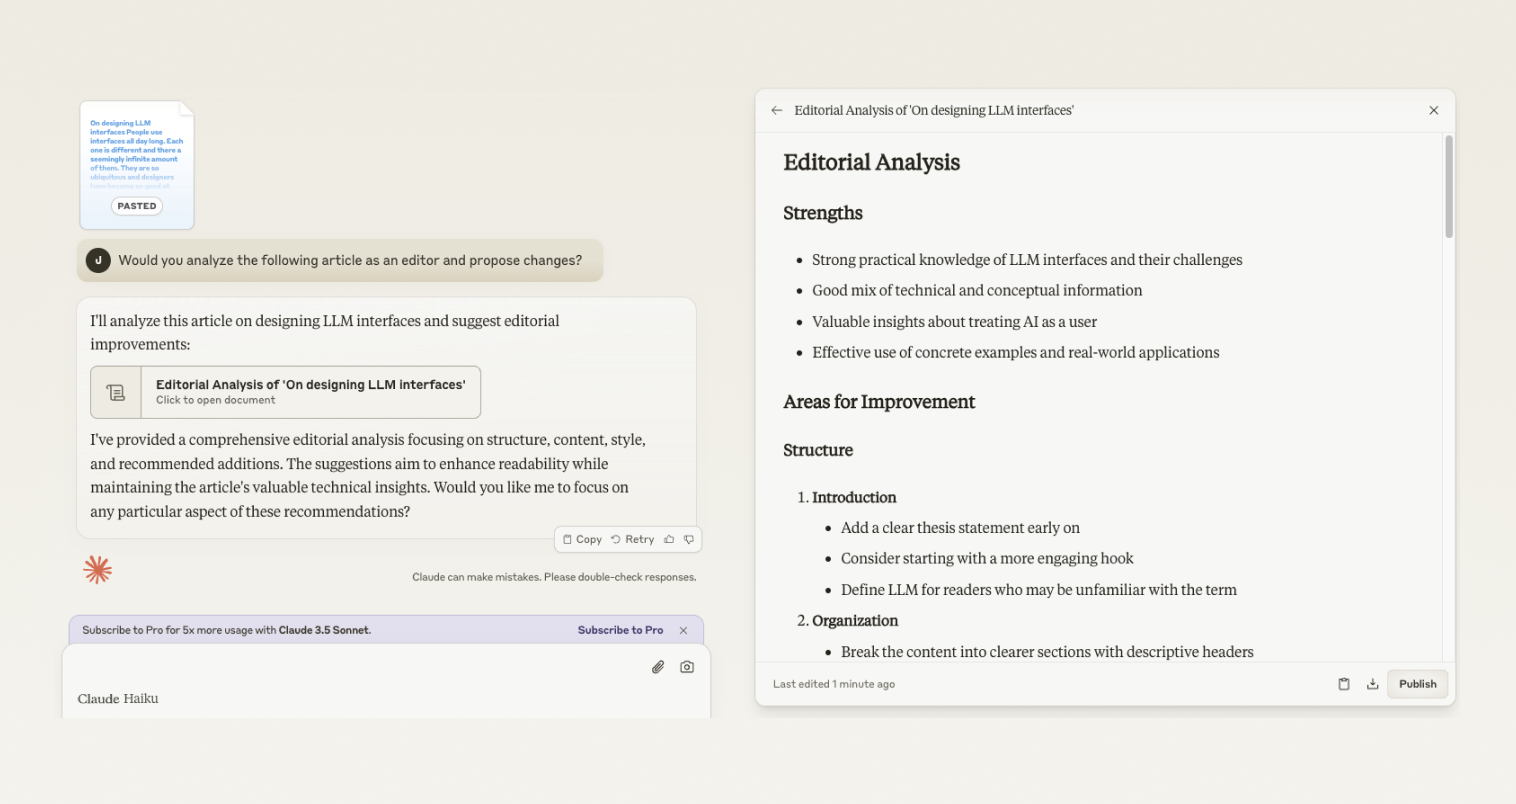 On designing LLM
interfaces People use
interfaces all day long. Each
one is different and there a
seemingly infinite amount
of them. They are so
ubiquitous and designers
have become so good at
PASTED
J
Would you analyze the following article as an editor and propose changes?
I'll analyze this article on designing LLM interfaces and suggest editorial
improvements:
Editorial Analysis of 'On designing LLM interfaces'
Click to open document
I've provided a comprehensive editorial analysis focusing on structure, content, style,
and recommended additions. The suggestions aim to enhance readability while
maintaining the article's valuable technical insights. Would you like me to focus on
any particular aspect of these recommendations?
Copy Retry
Claude can make mistakes. Please double-check responses.
Subscribe to Pro for 5x more usage with Claude 3.5 Sonnet. Subscribe to Pro
Claude Haiku
Editorial Analysis of 'On designing LLM interfaces'
Editorial Analysis
Strengths
• Strong practical knowledge of LLM interfaces and their challenges
• Good mix of technical and conceptual information
• Valuable insights about treating AI as a user
• Effective use of concrete examples and real-world applications
Areas for Improvement
Structure
1. Introduction
• Add a clear thesis statement early on
• Consider starting with a more engaging hook
• Define LLM for readers who may be unfamiliar with the term
2. Organization
• Break the content into clearer sections with descriptive headers
Last edited 1 minute ago
Publish